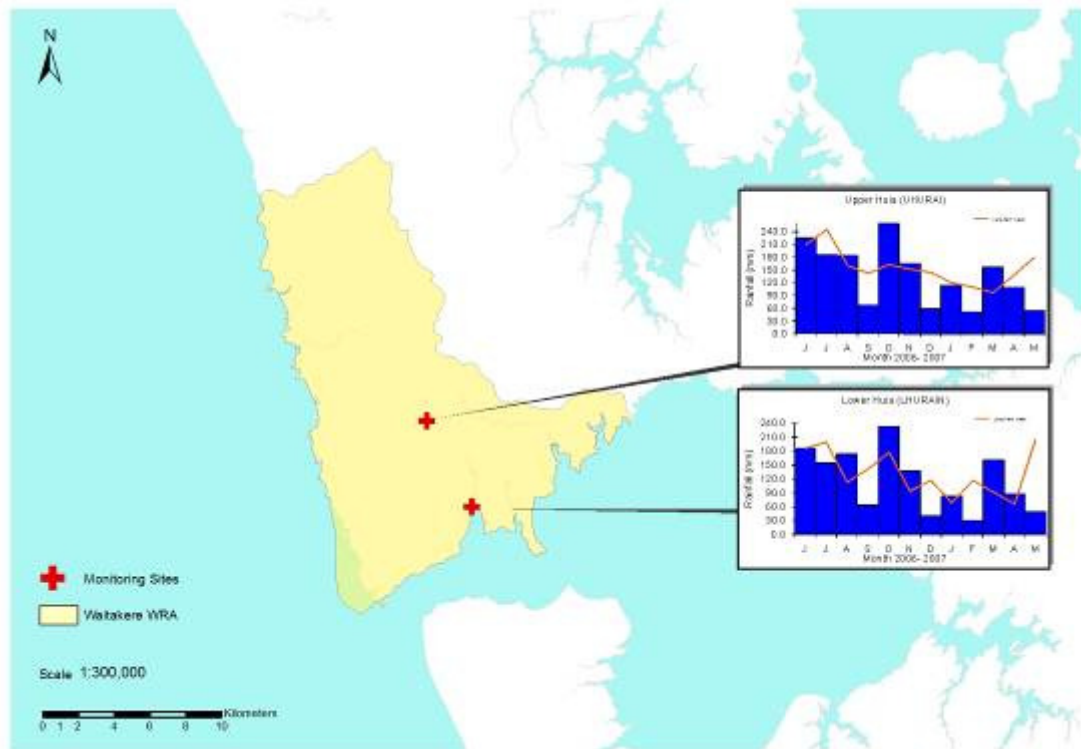 N
Upper Huia (UHURAI)
Rainfall (mm)
240.0
210.0
180.0
150.0
120.0
90.0
60.0
30.0
0.0
J J A S O N D J F M A M
Month 2006- 2007
Lower Huia (LHURAIN)
Rainfall (mm)
240.0
210.0
180.0
150.0
120.0
90.0
60.0
30.0
0.0
J J A S O N D J F M A M
Month 2006- 2007
Monitoring Sites
Waitakere WRA
Scale 1:300,000
Kilometers
0 1 2 4 6 8 10